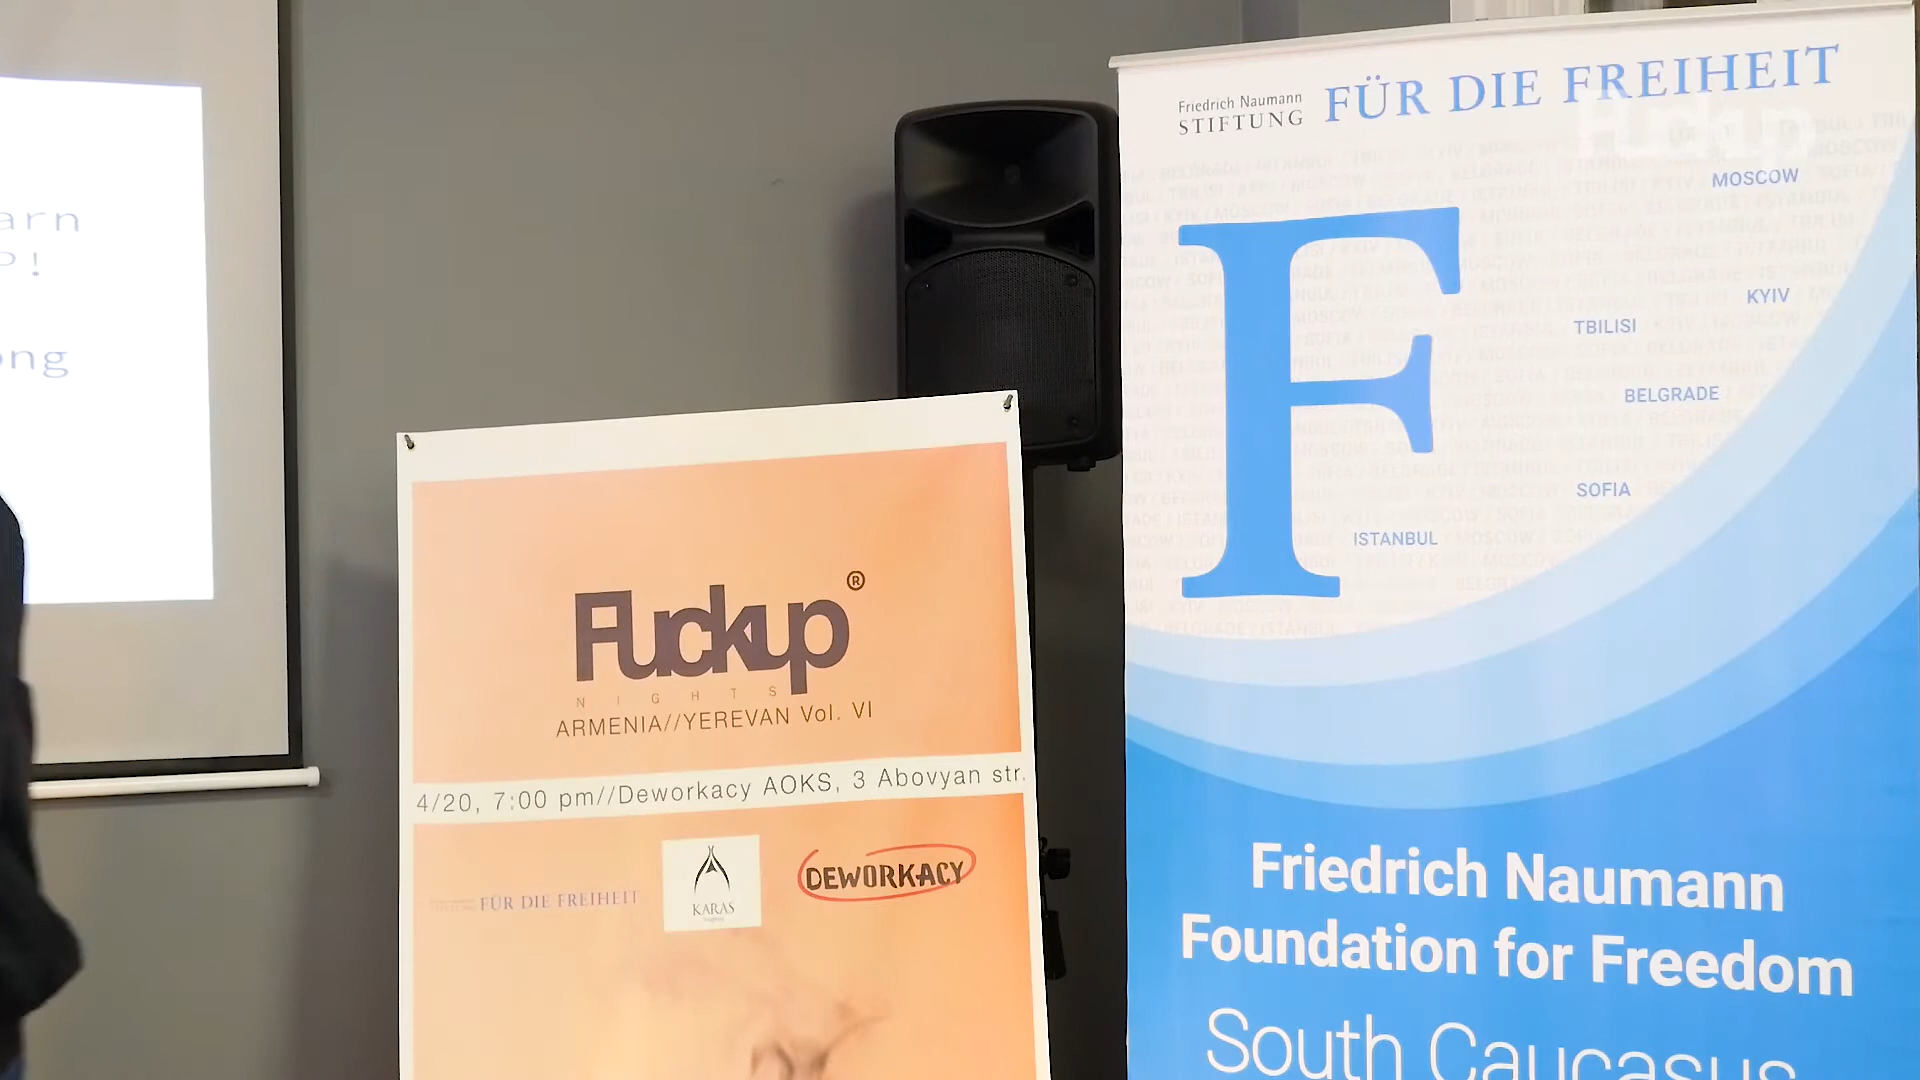 Friedrich Naumann
STIFTUNG FÜR DIE FREIHEIT
MOSCOW
F
KYIV
TBILISI
BELGRADE
SOFIA
ISTANBUL
Friedrich Naumann
Foundation for Freedom
South Caucasus
Fuckup®
NIGHTS
ARMENIA//YEREVAN Vol. VI
4/20, 7:00 pm//Deworkacy AOKS, 3 Abovyan str.
FÜR DIE FREIHEIT
KARAS
DEWORKACY
Fuckup